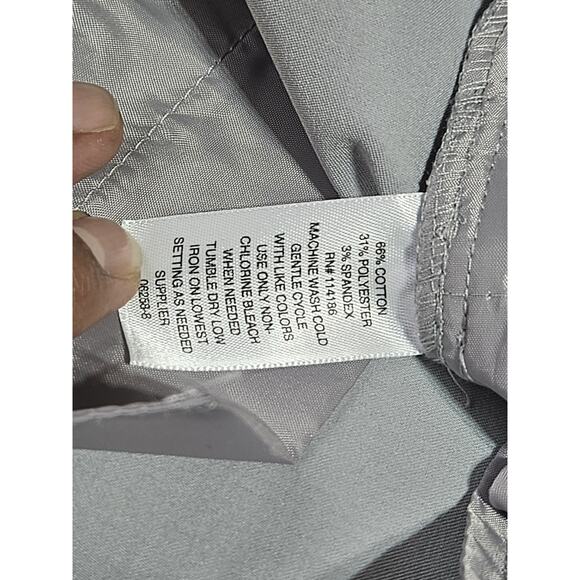 66% COTTON
31% POLYESTER
3% SPANDEX
RN# 114186
MACHINE WASH COLD
GENTLE CYCLE
WITH LIKE COLORS
USE ONLY NON-
CHLORINE BLEACH
WHEN NEEDED
TUMBLE DRY LOW
IRON ON LOWEST
SETTING AS NEEDED
SUPPLIER
06258-8